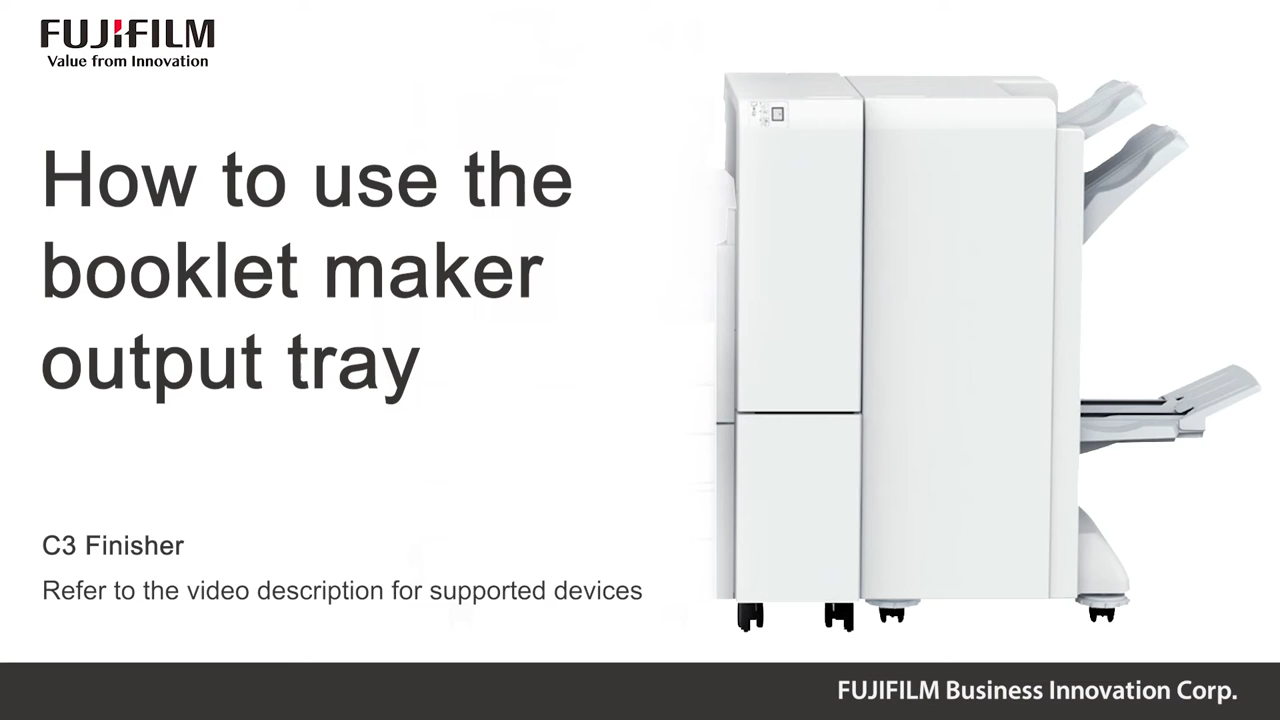 FUJIFILM
Value from Innovation
How to use the
booklet maker
output tray
C3 Finisher
Refer to the video description for supported devices
FUJIFILM Business Innovation Corp.